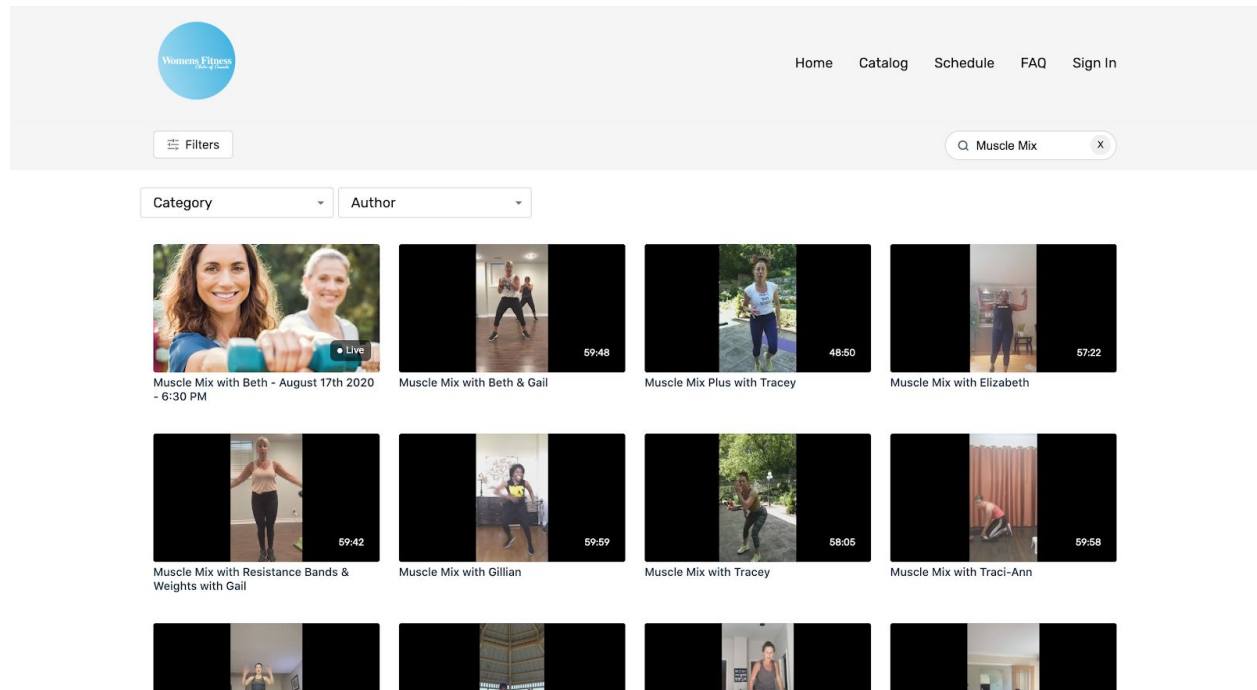 Womens Fitness
Clubs of Canada
Home Catalog Schedule FAQ Sign In
Filters
Muscle Mix X
Category Author
Live
59:48
48:50
57:22
Muscle Mix with Beth - August 17th 2020
- 6:30 PM
Muscle Mix with Beth & Gail
Muscle Mix Plus with Tracey
Muscle Mix with Elizabeth
59:42
59:59
58:05
59:58
Muscle Mix with Resistance Bands &
Weights with Gail
Muscle Mix with Gillian
Muscle Mix with Tracey
Muscle Mix with Traci-Ann